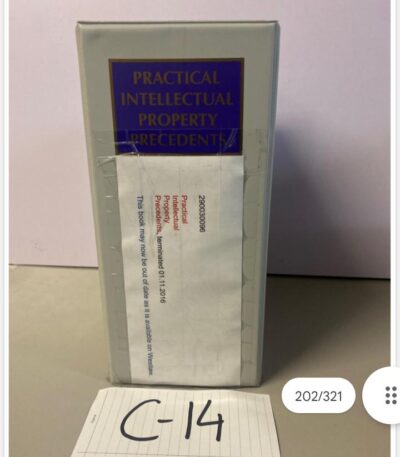 PRACTICAL
INTELLECTUAL
PROPERTY
PRECEDENTS
290030096
Practical
Intellectual
Property
Precedents, terminated 01.11.2016
This book may now be out of date as it is available on Westlaw.
C-14
202/321